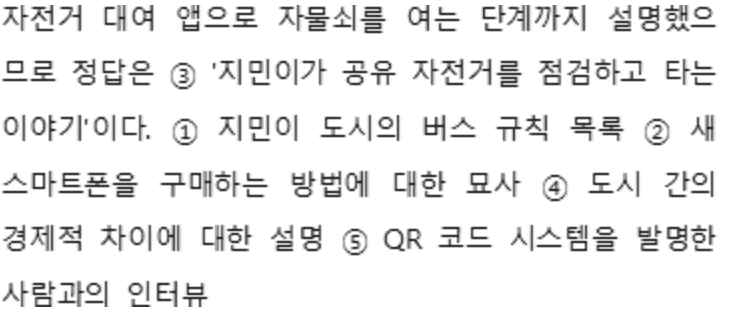 자전거 대여 앱으로 자물쇠를 여는 단계까지 설명했으
므로 정답은 ③ '지민이가 공유 자전거를 점검하고 타는
이야기'이다. ① 지민이 도시의 버스 규칙 목록 ② 새
스마트폰을 구매하는 방법에 대한 묘사 ④ 도시 간의
경제적 차이에 대한 설명 ⑤ QR 코드 시스템을 발명한
사람과의 인터뷰